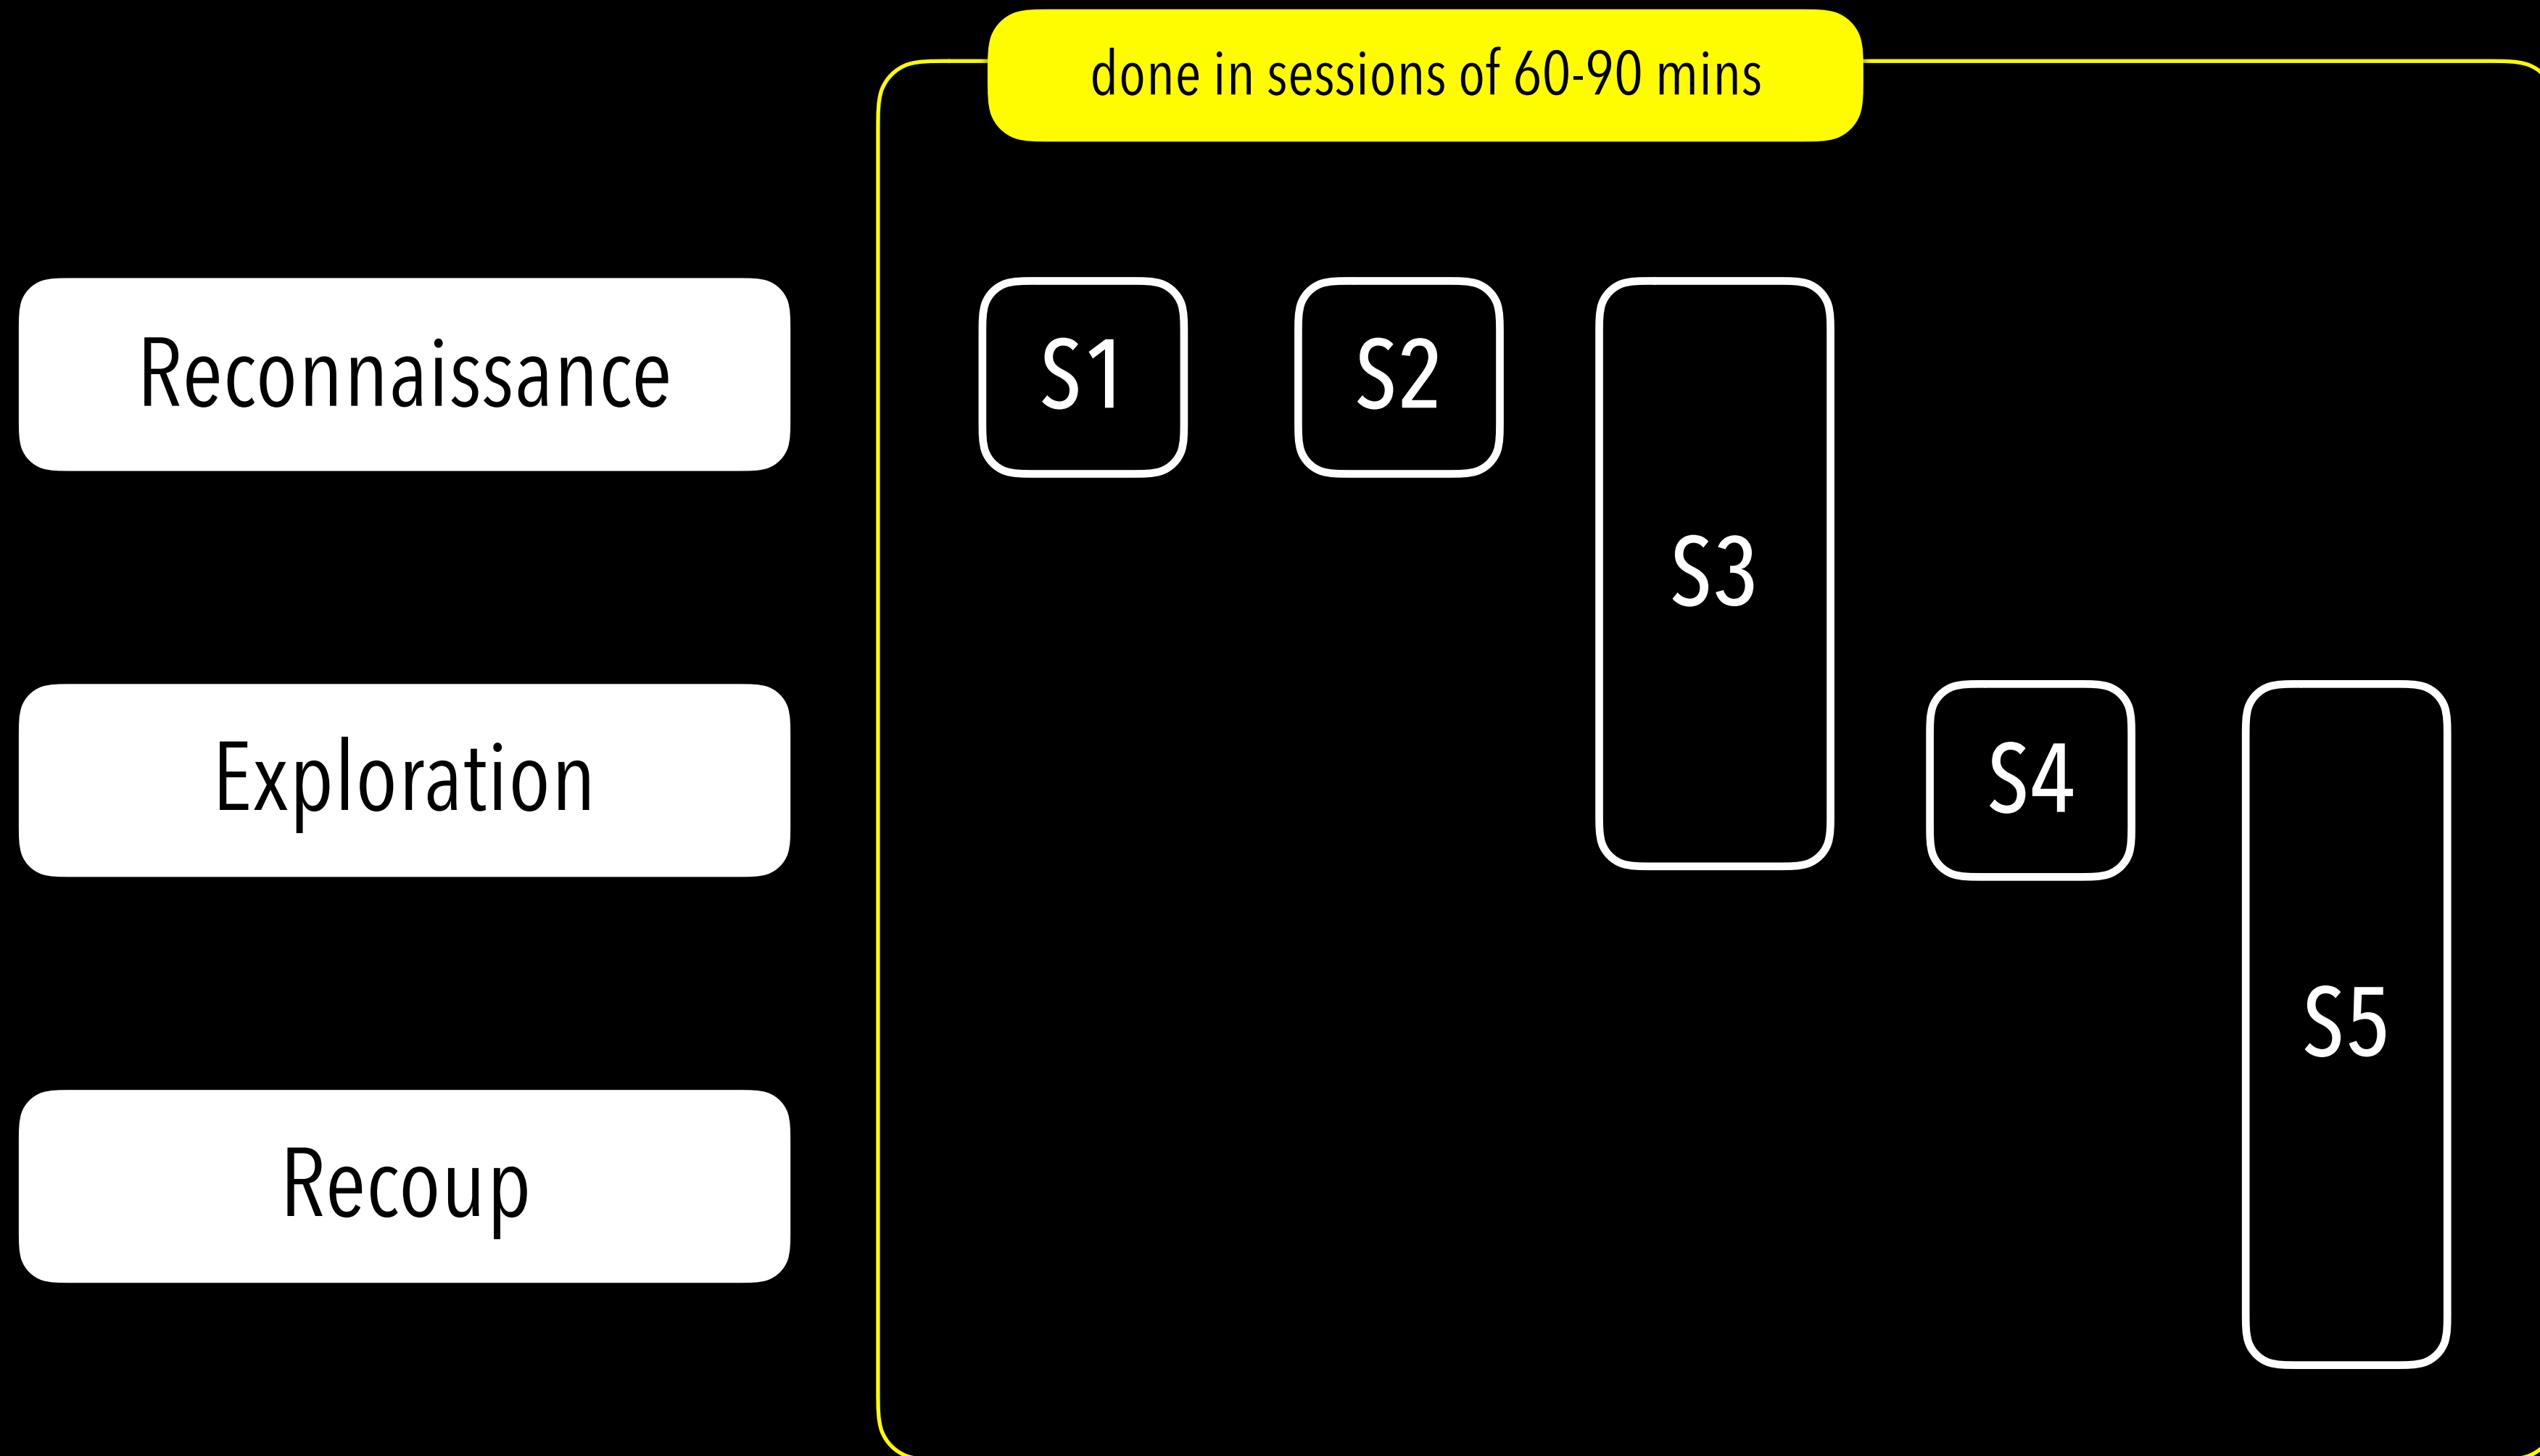 done in sessions of 60-90 mins
Reconnaissance
S1
S2
S3
Exploration
S4
S5
Recoup